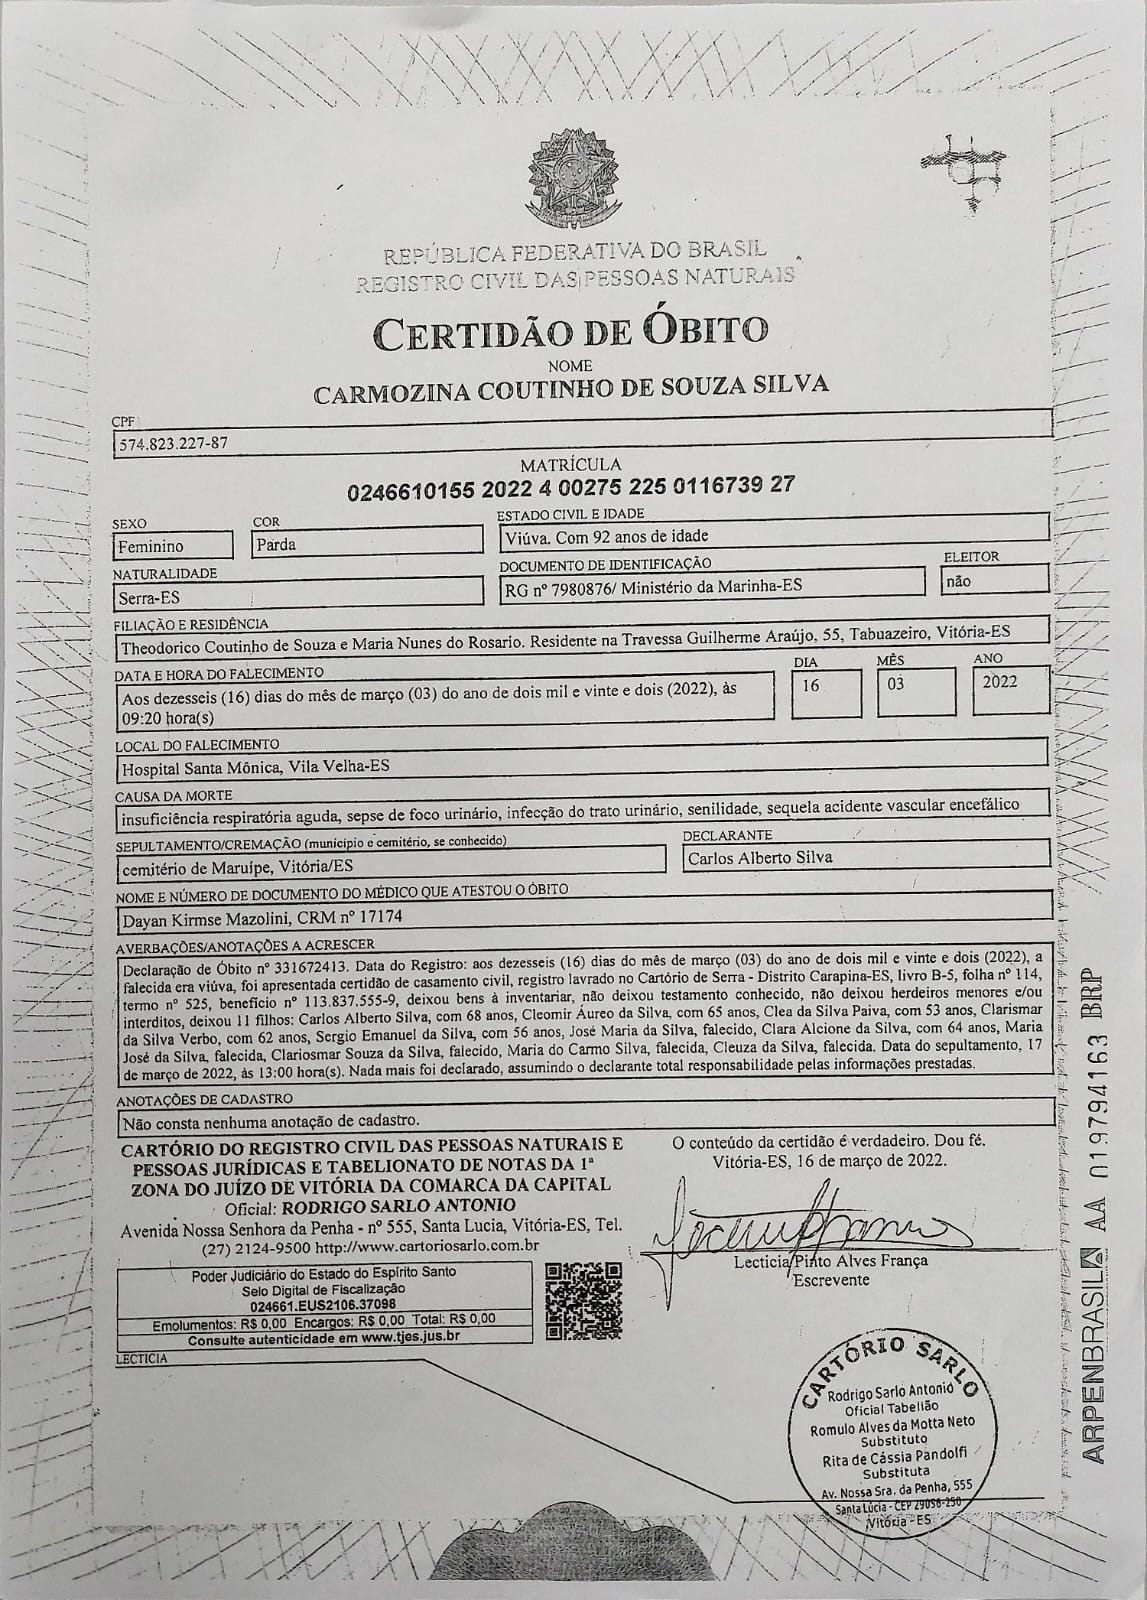 REPÚBLICA FEDERATIVA DO BRASIL
REGISTRO CIVIL DAS PESSOAS NATURAIS
CERTIDÃO DE ÓBITO
NOME
CARMOZINA COUTINHO DE SOUZA SILVA
CPF
574.823.227-87
MATRÍCULA
0246610155 2022 4 00275 225 0116739 27
SEXO
Feminino
COR
Parda
ESTADO CIVIL E IDADE
Viúva. Com 92 anos de idade
NATURALIDADE
Serra-ES
DOCUMENTO DE IDENTIFICAÇÃO
RG nº 7980876/ Ministério da Marinha-ES
ELEITOR
não
FILIAÇÃO E RESIDÊNCIA
Theodorico Coutinho de Souza e Maria Nunes do Rosario. Residente na Travessa Guilherme Araújo, 55, Tabuazeiro, Vitória-ES
DATA E HORA DO FALECIMENTO
Aos dezesseis (16) dias do mês de março (03) do ano de dois mil e vinte e dois (2022), às
09:20 hora(s)
DIA
16
MÊS
03
ANO
2022
LOCAL DO FALECIMENTO
Hospital Santa Mônica, Vila Velha-ES
CAUSA DA MORTE
insuficiência respiratória aguda, sepse de foco urinário, infecção do trato urinário, senilidade, sequela acidente vascular encefálico
SEPULTAMENTO/CREMAÇÃO (município e cemitério, se conhecido)
cemitério de Maruípe, Vitória/ES
DECLARANTE
Carlos Alberto Silva
NOME E NÚMERO DE DOCUMENTO DO MÉDICO QUE ATESTOU O ÓBITO
Dayan Kirmse Mazolini, CRM nº 17174
AVERBAÇÕES/ANOTAÇÕES A ACRESCER
Declaração de Óbito nº 331672413. Data do Registro: aos dezesseis (16) dias do mês de março (03) do ano de dois mil e vinte e dois (2022), a
falecida era viúva, foi apresentada certidão de casamento civil, registro lavrado no Cartório de Serra - Distrito Carapina-ES, livro B-5, folha nº 114,
termo nº 525, benefício nº 113.837.555-9, deixou bens à inventariar, não deixou testamento conhecido, não deixou herdeiros menores e/ou
interditos, deixou 11 filhos: Carlos Alberto Silva, com 68 anos, Cleomir Áureo da Silva, com 65 anos, Clea da Silva Paiva, com 53 anos, Clarismar
da Silva Verbo, com 62 anos, Sergio Emanuel da Silva, com 56 anos, José Maria da Silva, falecido, Clara Alcione da Silva, com 64 anos, Maria
José da Silva, falecida, Clariosmar Souza da Silva, falecido, Maria do Carmo Silva, falecida, Cleuza da Silva, falecida. Data do sepultamento, 17
de março de 2022, às 13:00 hora(s). Nada mais foi declarado, assumindo o declarante total responsabilidade pelas informações prestadas.
ANOTAÇÕES DE CADASTRO
Não consta nenhuma anotação de cadastro.
CARTÓRIO DO REGISTRO CIVIL DAS PESSOAS NATURAIS E
PESSOAS JURÍDICAS E TABELIONATO DE NOTAS DA 1ª
ZONA DO JUÍZO DE VITÓRIA DA COMARCA DA CAPITAL
Oficial: RODRIGO SARLO ANTONIO
Avenida Nossa Senhora da Penha - nº 555, Santa Lucia, Vitória-ES, Tel.
(27) 2124-9500 http://www.cartoriosarlo.com.br
O conteúdo da certidão é verdadeiro. Dou fé.
Vitória-ES, 16 de março de 2022.
Lecticia Pinto Alves França
Escrevente
Poder Judiciário do Estado do Espírito Santo
Selo Digital de Fiscalização
024661.EUS2106.37098
Emolumentos: R$ 0,00 Encargos: R$ 0,00 Total: R$ 0,00
Consulte autenticidade em www.tjes.jus.br
LECTICIA
CARTÓRIO SARLO
Rodrigo Sarlo Antonio
Oficial Tabelião
Romulo Alves da Motta Neto
Substituto
Rita de Cássia Pandolfi
Substituta
Av. Nossa Sra. da Penha, 555
Santa Lúcia - CEP 29056-250
Vitória - ES
ARPENBRASIL AA 019794163 BRP